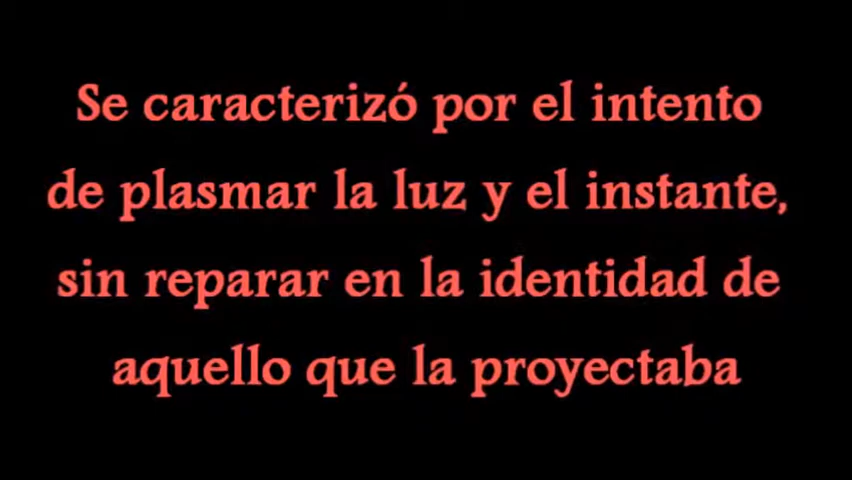 Se caracterizó por el intento
de plasmar la luz y el instante,
sin reparar en la identidad de
aquello que la proyectaba